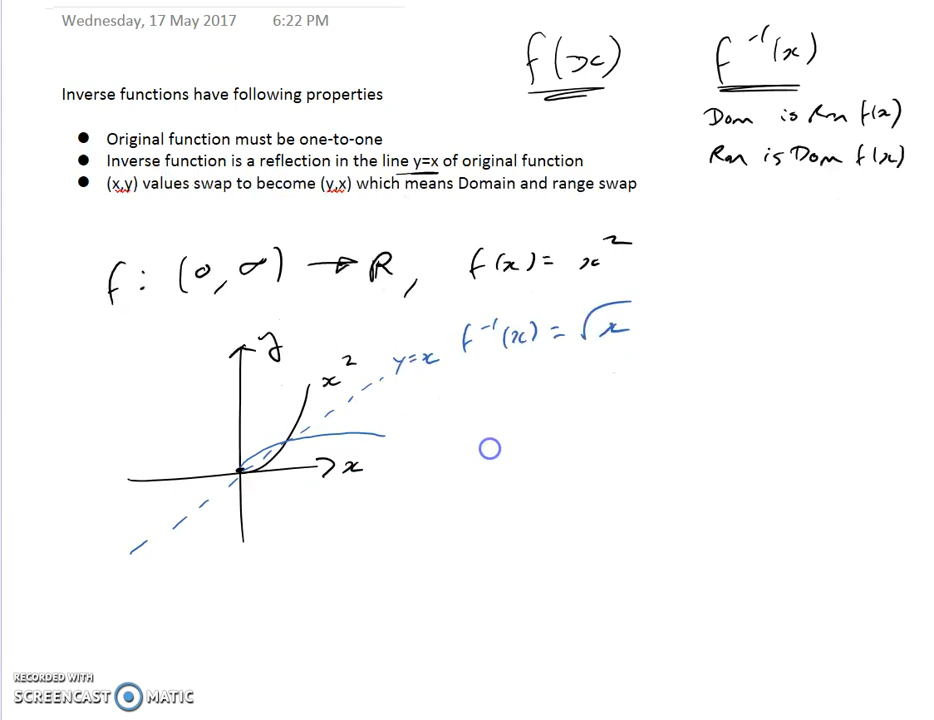 Wednesday, 17 May 2017 6:22 PM
f(x) f⁻¹(x)
Dom is Ran f(x)
Ran is Dom f(x)
Inverse functions have following properties
● Original function must be one-to-one
● Inverse function is a reflection in the line y=x of original function
● (x,y) values swap to become (y,x) which means Domain and range swap
f : (0, ∞) → R, f(x) = x²
f⁻¹(x) = √x
y
x²
y=x
x
RECORDED WITH
SCREENCAST MATIC